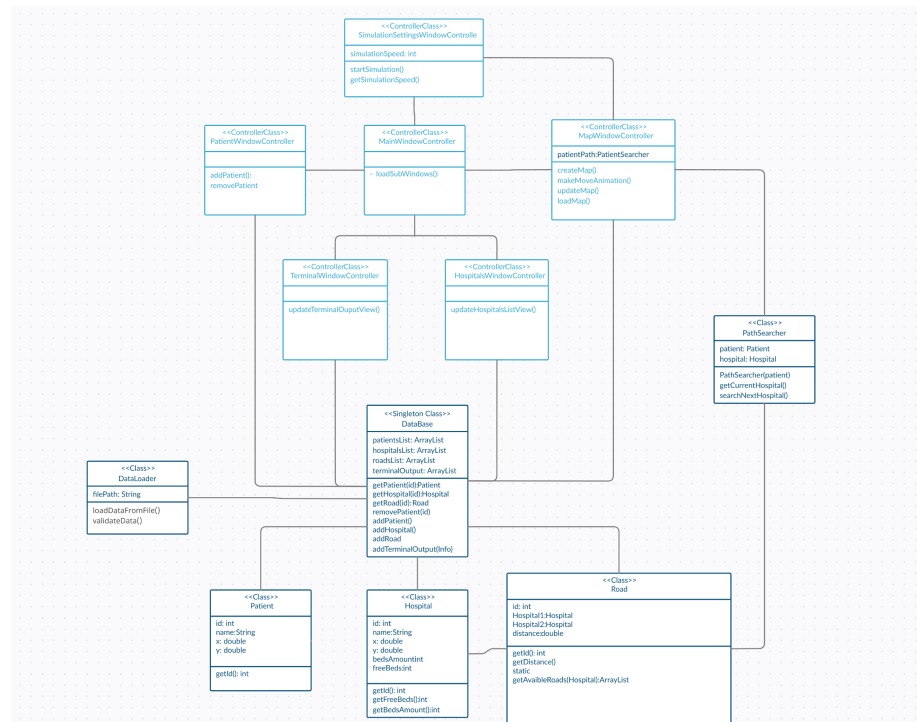 <<ControllerClass>>
SimulationSettingsWindowControlle
simulationSpeed: int
startSimulation()
getSimulationSpeed()
<<ControllerClass>>
PatientWindowController
addPatient():
removePatient
<<ControllerClass>>
MainWindowController
- loadSubWindows():
<<ControllerClass>>
MapWindowController
patientPath:PatientSearcher
createMap()
makeMoveAnimation()
updateMap()
loadMap()
<<ControllerClass>>
TerminalWindowController
updateTerminalOuputView()
<<ControllerClass>>
HospitalsWindowController
updateHospitalsListView()
<<Class>>
PathSearcher
patient: Patient
hospital: Hospital
PathSearcher(patient)
getCurrentHospital()
searchNextHospital()
<<Singleton Class>>
DataBase
patientsList: ArrayList
hospitalsList: ArrayList
roadsList: ArrayList
terminalOutput: ArrayList
getPatient(id):Patient
getHospital(id):Hospital
getRoad(id): Road
removePatient(id)
addPatient()
addHospital()
addRoad
addTerminalOutput(Info)
<<Class>>
DataLoader
filePath: String
loadDataFromFile()
validateData()
<<Class>>
Patient
id: int
name:String
x: double
y: double
getId(): int
<<Class>>
Hospital
id: int
name:String
x: double
y: double
bedsAmount:int
freeBeds:int
getId(): int
getFreeBeds():int
getBedsAmount():int
<<Class>>
Road
id: int
Hospital1:Hospital
Hospital2:Hospital
distance:double
getId(): int
getDistance()
static
getAvaibleRoads(Hospital):ArrayList